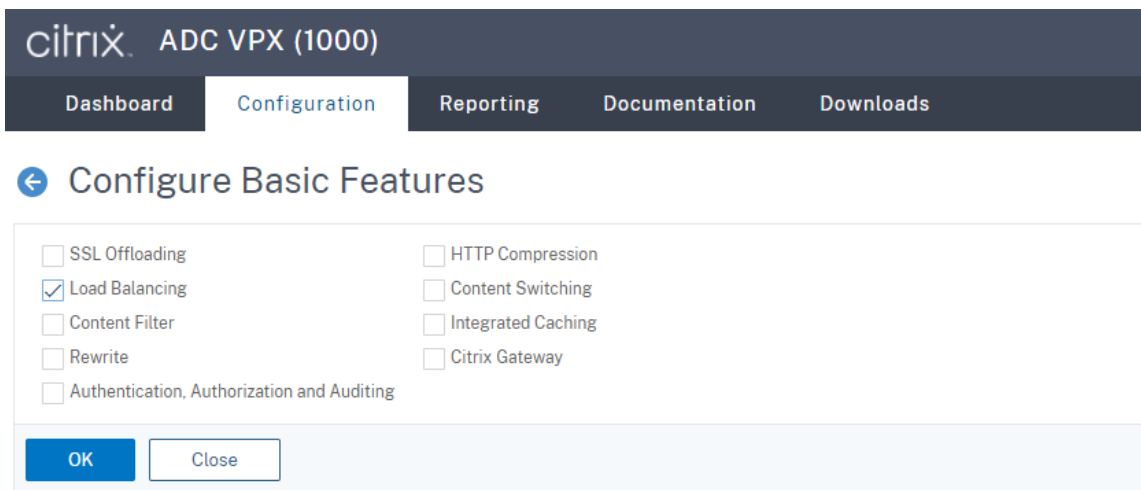 citrix. ADC VPX (1000)
Dashboard Configuration Reporting Documentation Downloads
Configure Basic Features
SSL Offloading HTTP Compression
Load Balancing Content Switching
Content Filter Integrated Caching
Rewrite Citrix Gateway
Authentication, Authorization and Auditing
OK Close